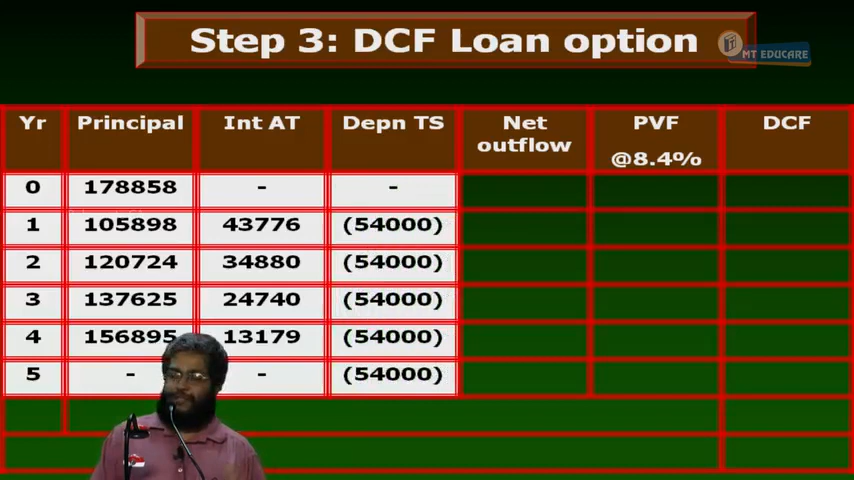 Step 3: DCF Loan option
MT EDUCARE
Yr Principal Int AT Depn TS Net outflow PVF @8.4% DCF
0 178858 - -
1 105898 43776 (54000)
2 120724 34880 (54000)
3 137625 24740 (54000)
4 156895 13179 (54000)
5 - - (54000)